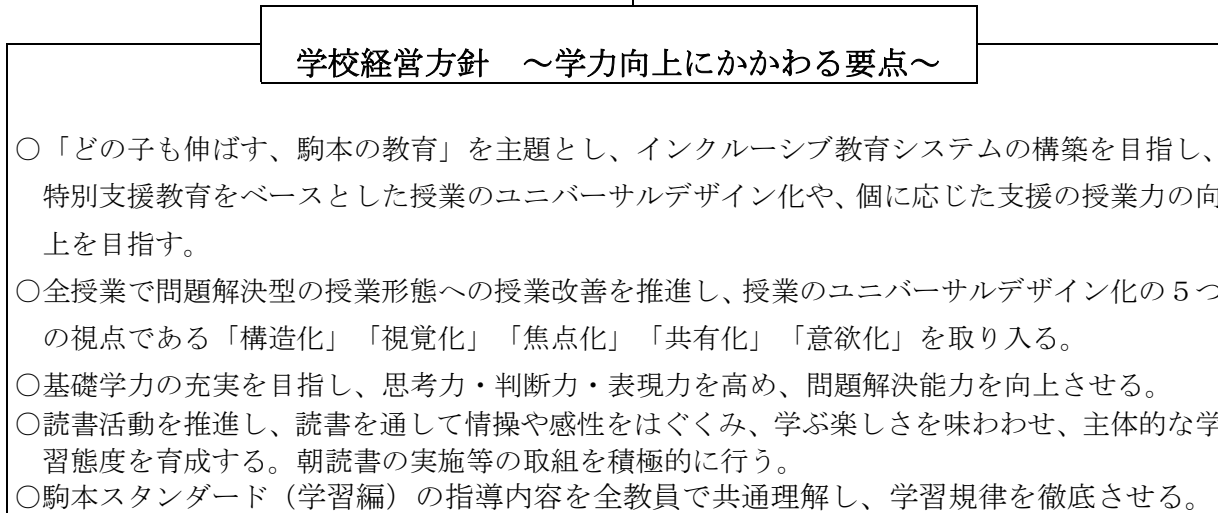 学校経営方針　～学力向上にかかわる要点～
○「どの子も伸ばす、駒本の教育」を主題とし、インクルーシブ教育システムの構築を目指し、
特別支援教育をベースとした授業のユニバーサルデザイン化や、個に応じた支援の授業力の向
上を目指す。
○全授業で問題解決型の授業形態への授業改善を推進し、授業のユニバーサルデザイン化の５つ
の視点である「構造化」「視覚化」「焦点化」「共有化」「意欲化」を取り入る。
○基礎学力の充実を目指し、思考力・判断力・表現力を高め、問題解決能力を向上させる。
○読書活動を推進し、読書を通して情操や感性をはぐくみ、学ぶ楽しさを味わわせ、主体的な学
習態度を育成する。朝読書の実施等の取組を積極的に行う。
○駒本スタンダード（学習編）の指導内容を全教員で共通理解し、学習規律を徹底させる。